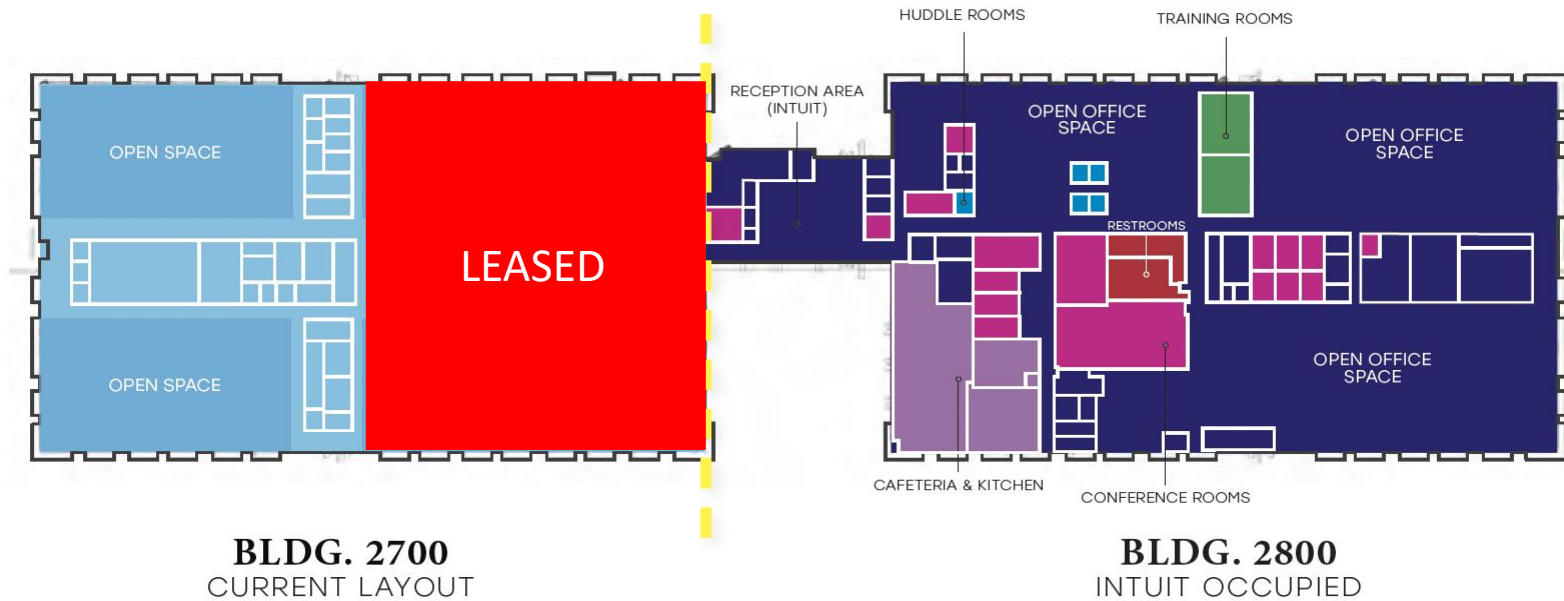 HUDDLE ROOMS
TRAINING ROOMS
RECEPTION AREA
(INTUIT)
OPEN OFFICE
SPACE
OPEN OFFICE
SPACE
OPEN SPACE
LEASED
RESTROOMS
OPEN SPACE
OPEN OFFICE
SPACE
CAFETERIA & KITCHEN
CONFERENCE ROOMS
BLDG. 2700
CURRENT LAYOUT
BLDG. 2800
INTUIT OCCUPIED